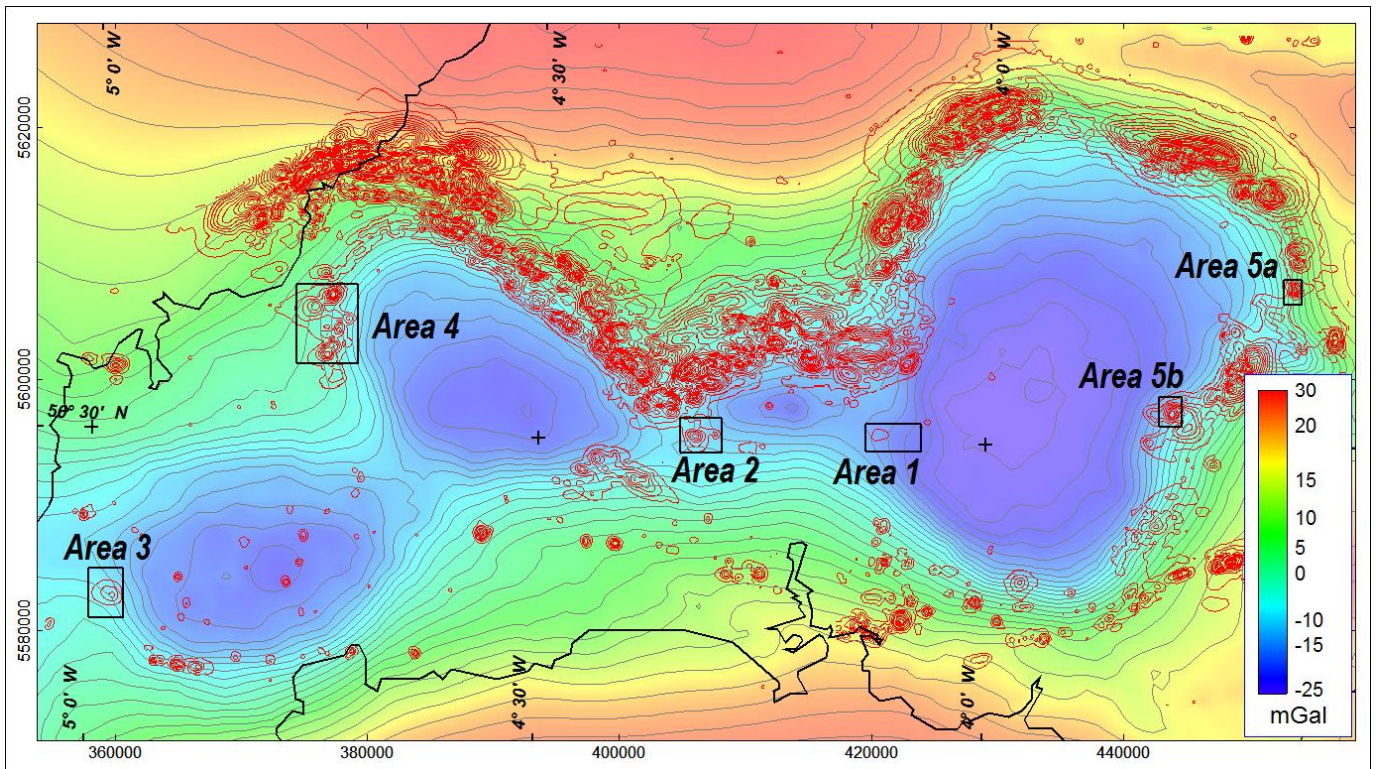 5° 0' W
4° 30' W
4° 0' W
5620000
Area 5a
Area 4
5600000
Area 5b
50° 30' N
Area 2
Area 1
Area 3
5580000
5° 0' W
4° 30' W
4° 0' W
30
20
15
10
5
0
-10
-15
-25
mGal
360000
380000
400000
420000
440000